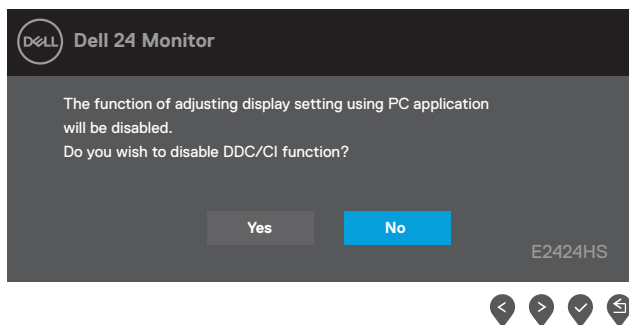 DELL Dell 24 Monitor
The function of adjusting display setting using PC application
will be disabled.
Do you wish to disable DDC/CI function?
Yes No
E2424HS